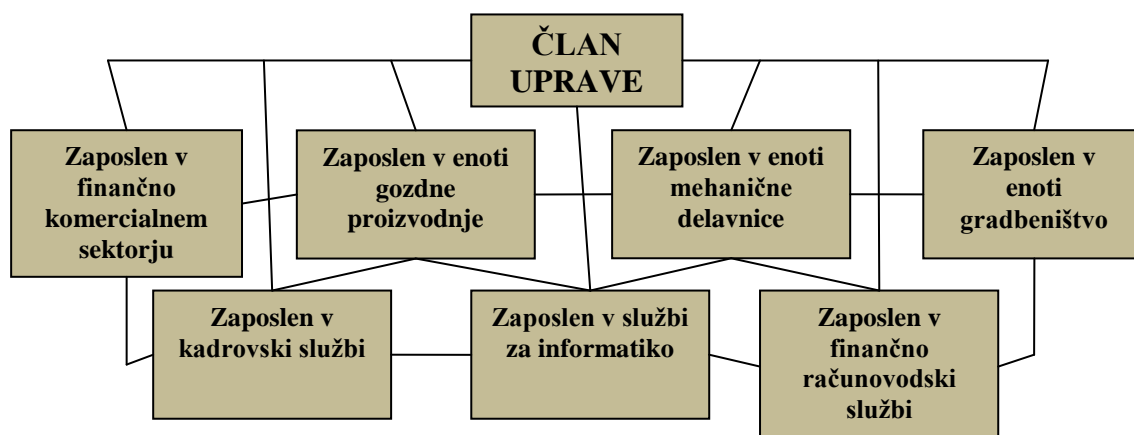 ČLAN
UPRAVE
Zaposlen v
finančno
komercialnem
sektorju
Zaposlen v enoti
gozdne
proizvodnje
Zaposlen v enoti
mehanične
delavnice
Zaposlen v
enoti
gradbeništvo
Zaposlen v
kadrovski službi
Zaposlen v službi
za informatiko
Zaposlen v
finančno
računovodski
službi